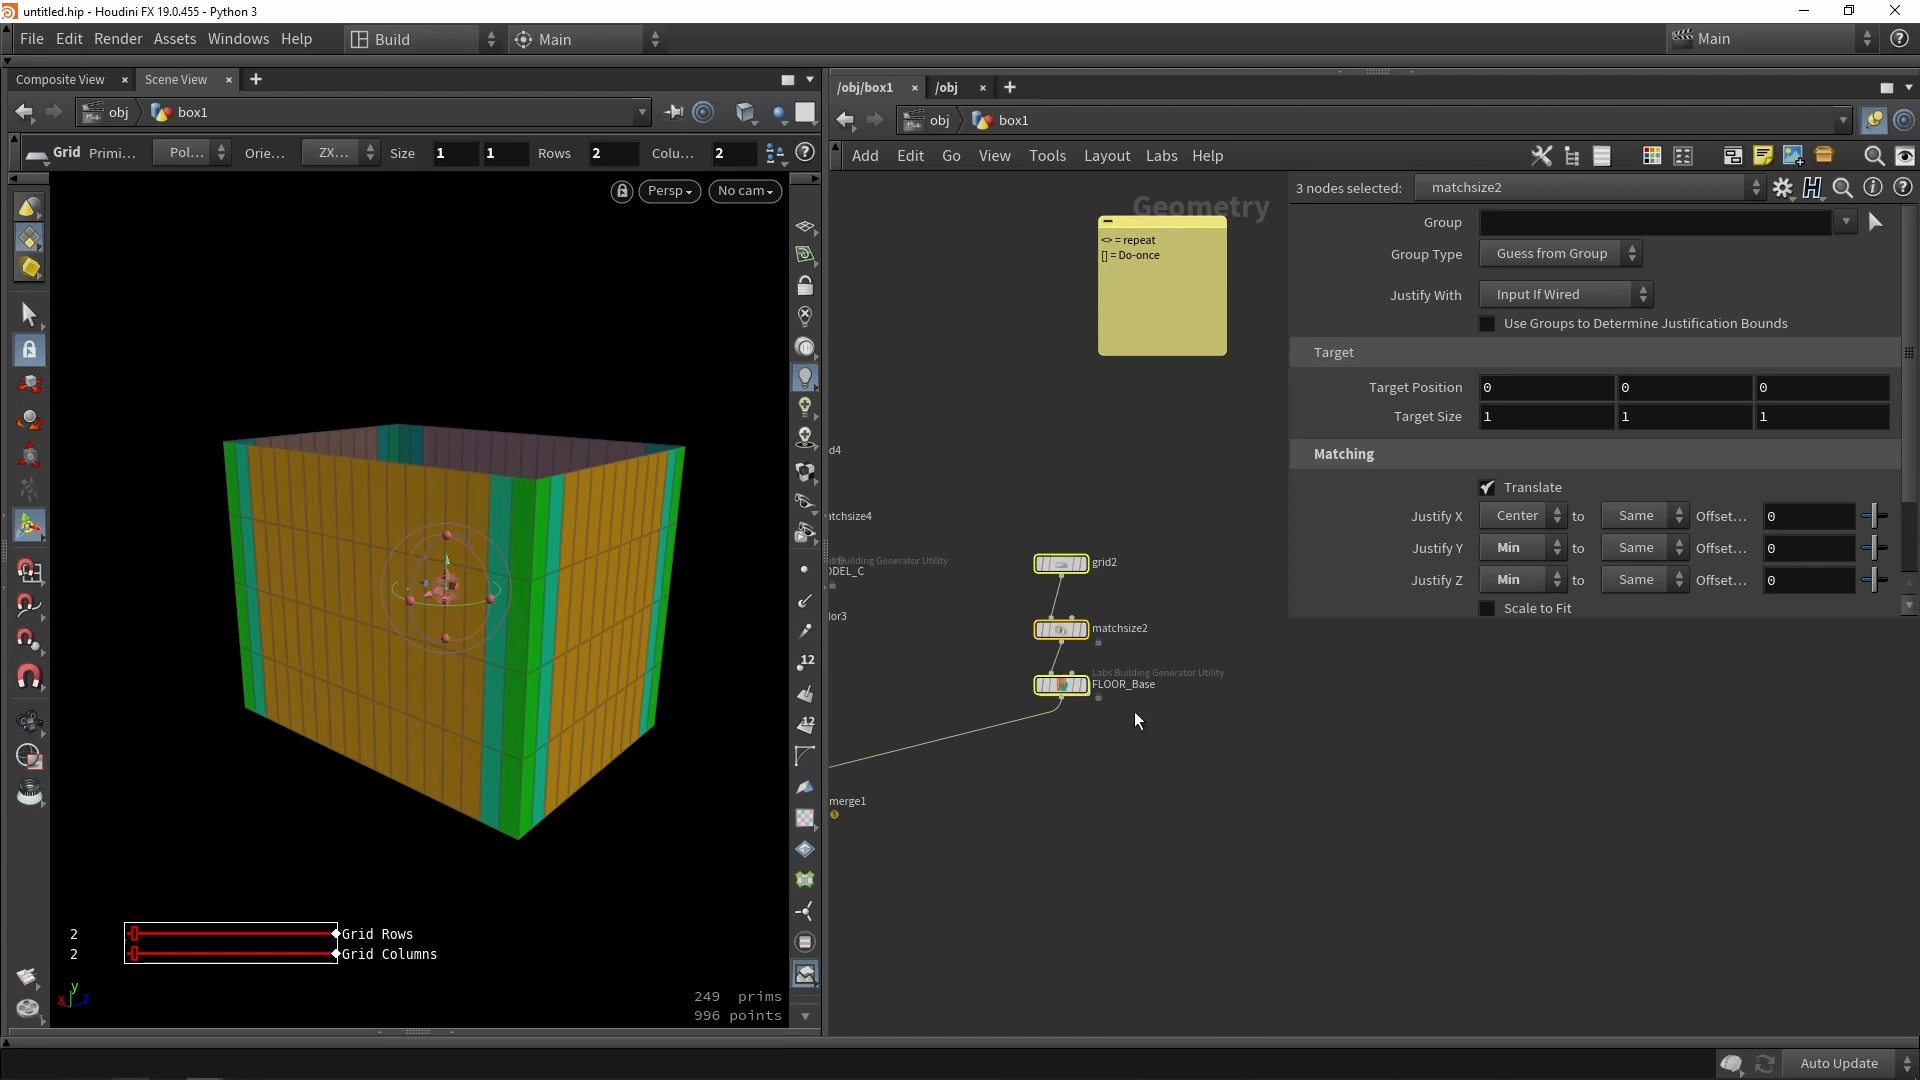 untitled.hip - Houdini FX 19.0.455 - Python 3
File Edit Render Assets Windows Help Build Main Main
Composite View × Scene View ×
obj box1
Grid Primi... Pol... Orie... ZX... Size 1 1 Rows 2 Colu... 2
Persp No cam
12
12
2 Grid Rows
2 Grid Columns
y
x z
249 prims
996 points
/obj/box1 × /obj ×
obj box1
Add Edit Go View Tools Layout Labs Help
Geometry
<> = repeat
[] = Do-once
d4
atchsize4
Building Generator Utility
ODEL_C
lor3
merge1
grid2
matchsize2
Labs Building Generator Utility
FLOOR_Base
3 nodes selected: matchsize2
Group
Group Type Guess from Group
Justify With Input If Wired
Use Groups to Determine Justification Bounds
Target
Target Position 0 0 0
Target Size 1 1 1
Matching
Translate
Justify X Center to Same Offset... 0
Justify Y Min to Same Offset... 0
Justify Z Min to Same Offset... 0
Scale to Fit
Auto Update